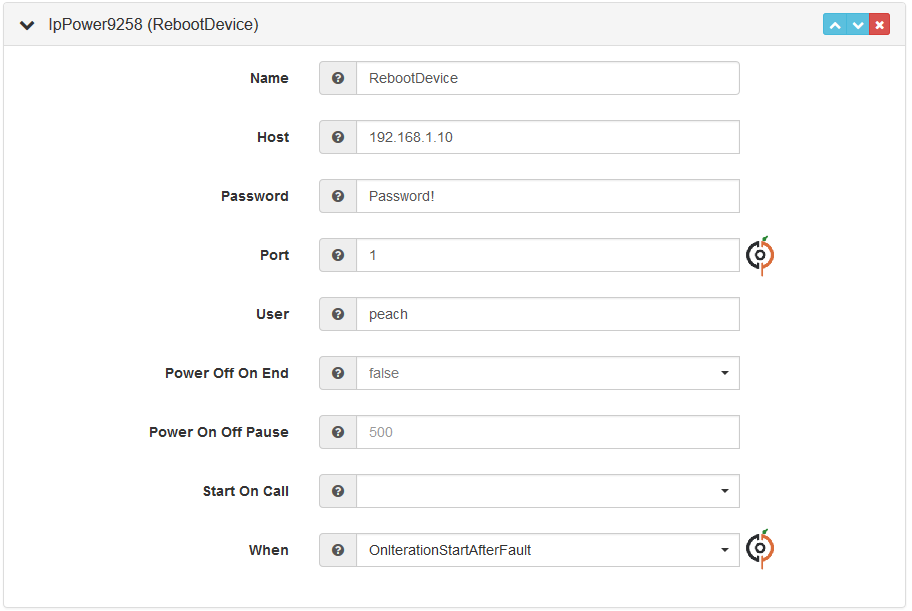 IpPower9258 (RebootDevice)
Name RebootDevice
Host 192.168.1.10
Password Password!
Port 1
User peach
Power Off On End false
Power On Off Pause 500
Start On Call
When OnIterationStartAfterFault